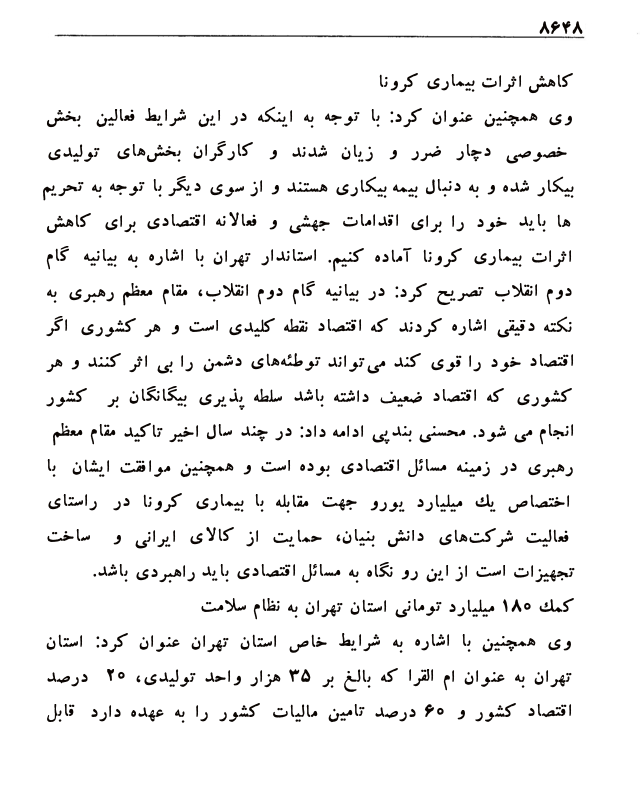 ۸۶۴۸
کاهش اثرات بیماری کرونا
وی همچنین عنوان کرد: با توجه به اینکه در این شرایط فعالین بخش
خصوصی دچار ضرر و زیان شدند و کارگران بخش‌های تولیدی
بیکار شده و به دنبال بیمه بیکاری هستند و از سوی دیگر با توجه به تحریم
ها باید خود را برای اقدامات جهشی و فعالانه اقتصادی برای کاهش
اثرات بیماری کرونا آماده کنیم. استاندار تهران با اشاره به بیانیه گام
دوم انقلاب تصریح کرد: در بیانیه گام دوم انقلاب، مقام معظم رهبری به
نکته دقیقی اشاره کردند که اقتصاد نقطه کلیدی است و هر کشوری اگر
اقتصاد خود را قوی کند می‌تواند توطئه‌های دشمن را بی اثر کنند و هر
کشوری که اقتصاد ضعیف داشته باشد سلطه پذیری بیگانگان بر کشور
انجام می شود. محسنی بندپی ادامه داد: در چند سال اخیر تاکید مقام معظم
رهبری در زمینه مسائل اقتصادی بوده است و همچنین موافقت ایشان با
اختصاص یك میلیارد یورو جهت مقابله با بیماری کرونا در راستای
فعالیت شرکت‌های دانش بنیان، حمایت از کالای ایرانی و ساخت
تجهیزات است از این رو نگاه به مسائل اقتصادی باید راهبردی باشد.
کمك ۱۸۰ میلیارد تومانی استان تهران به نظام سلامت
وی همچنین با اشاره به شرایط خاص استان تهران عنوان کرد: استان
تهران به عنوان ام القرا که بالغ بر ۳۵ هزار واحد تولیدی، ۲۰ درصد
اقتصاد کشور و ۶۰ درصد تامین مالیات کشور را به عهده دارد قابل